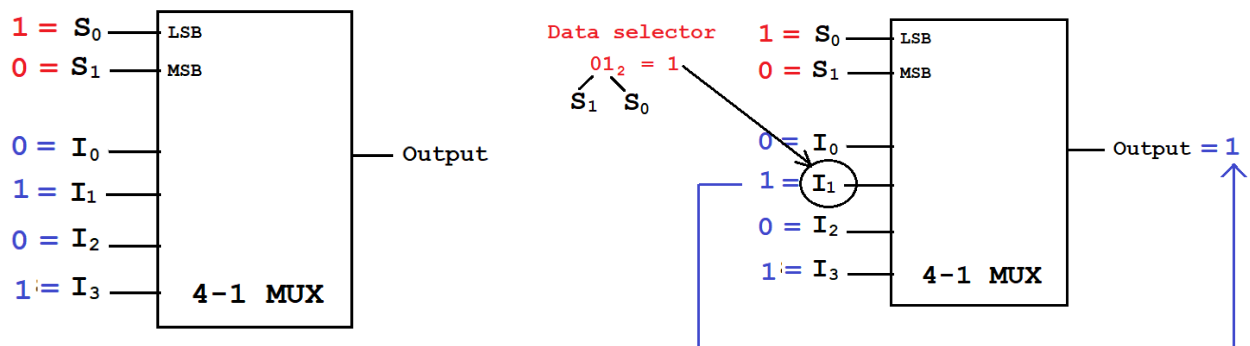 1 = S₀ LSB
0 = S₁ MSB
0 = I₀
Output
1 = I₁
0 = I₂
1 = I₃
4-1 MUX
Data selector
01₂ = 1
S₁ S₀
1 = S₀ LSB
0 = S₁ MSB
0 = I₀
Output = 1
1 = I₁
0 = I₂
1 = I₃
4-1 MUX